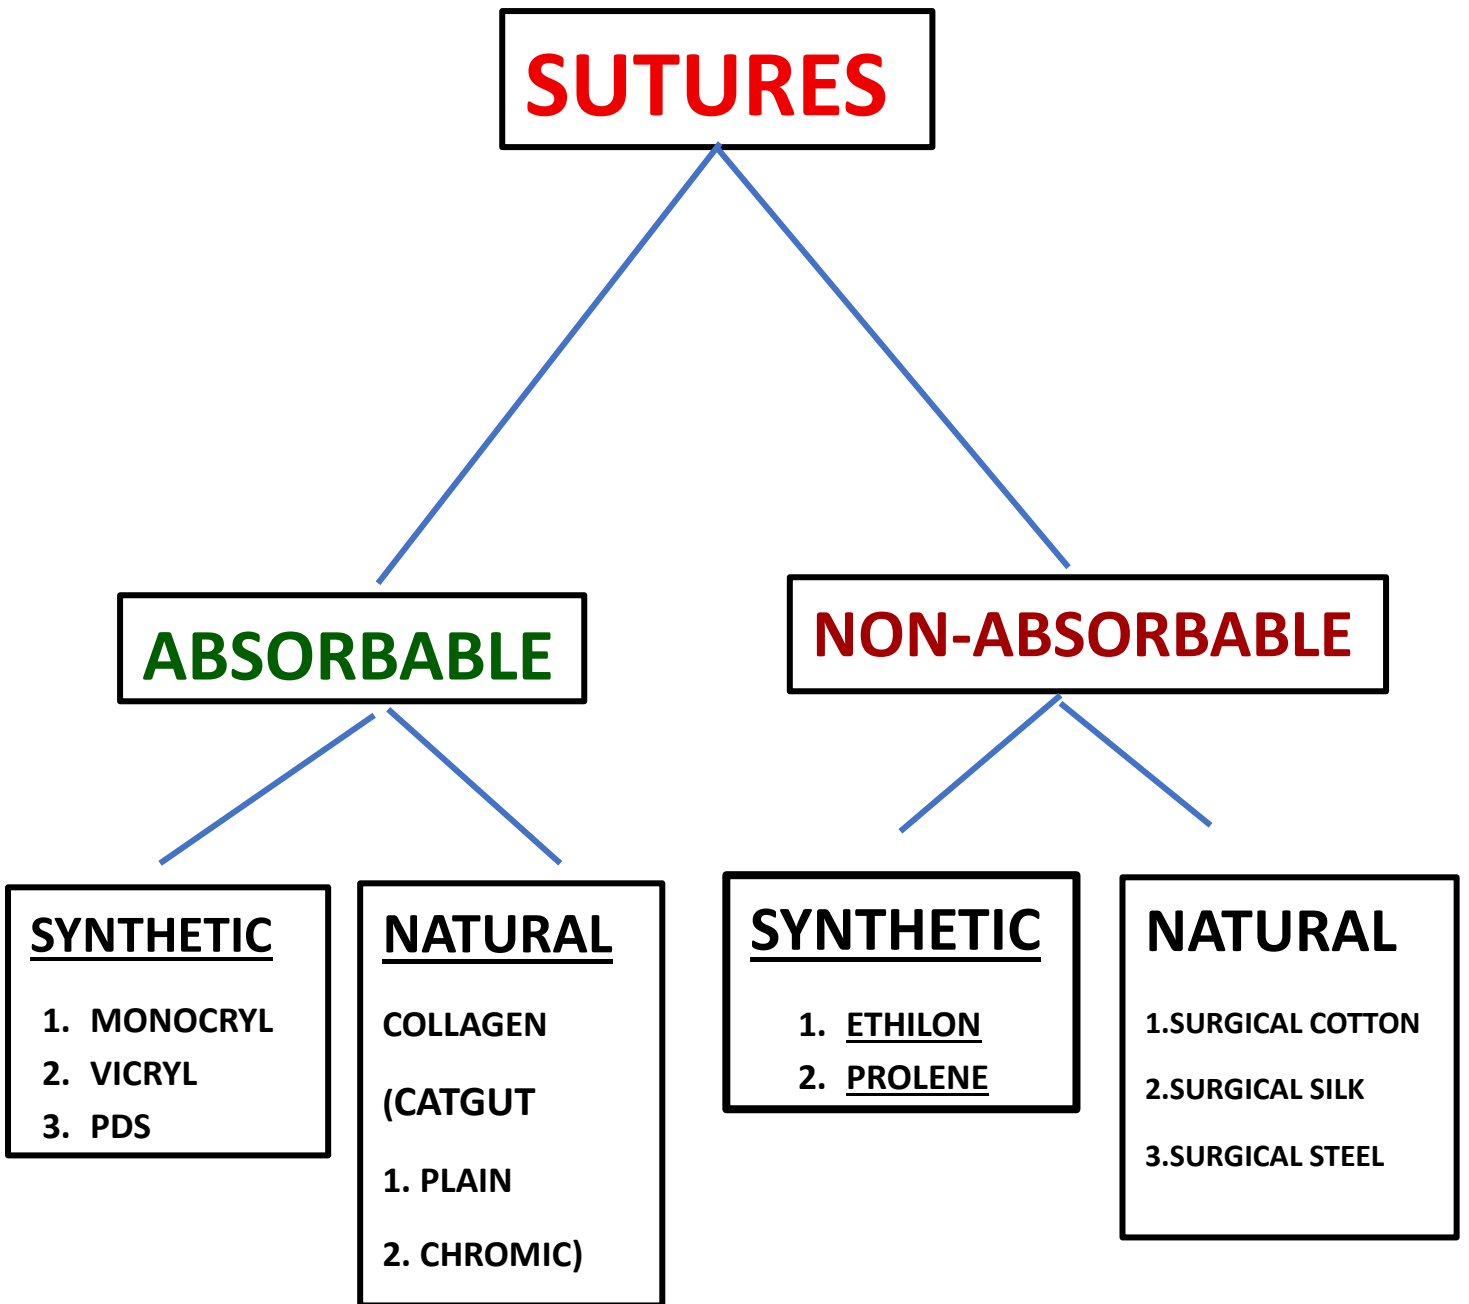 SUTURES
ABSORBABLE
NON-ABSORBABLE
SYNTHETIC
1. MONOCRYL
2. VICRYL
3. PDS
NATURAL
COLLAGEN
(CATGUT
1. PLAIN
2. CHROMIC)
SYNTHETIC
1. ETHILON
2. PROLENE
NATURAL
1.SURGICAL COTTON
2.SURGICAL SILK
3.SURGICAL STEEL